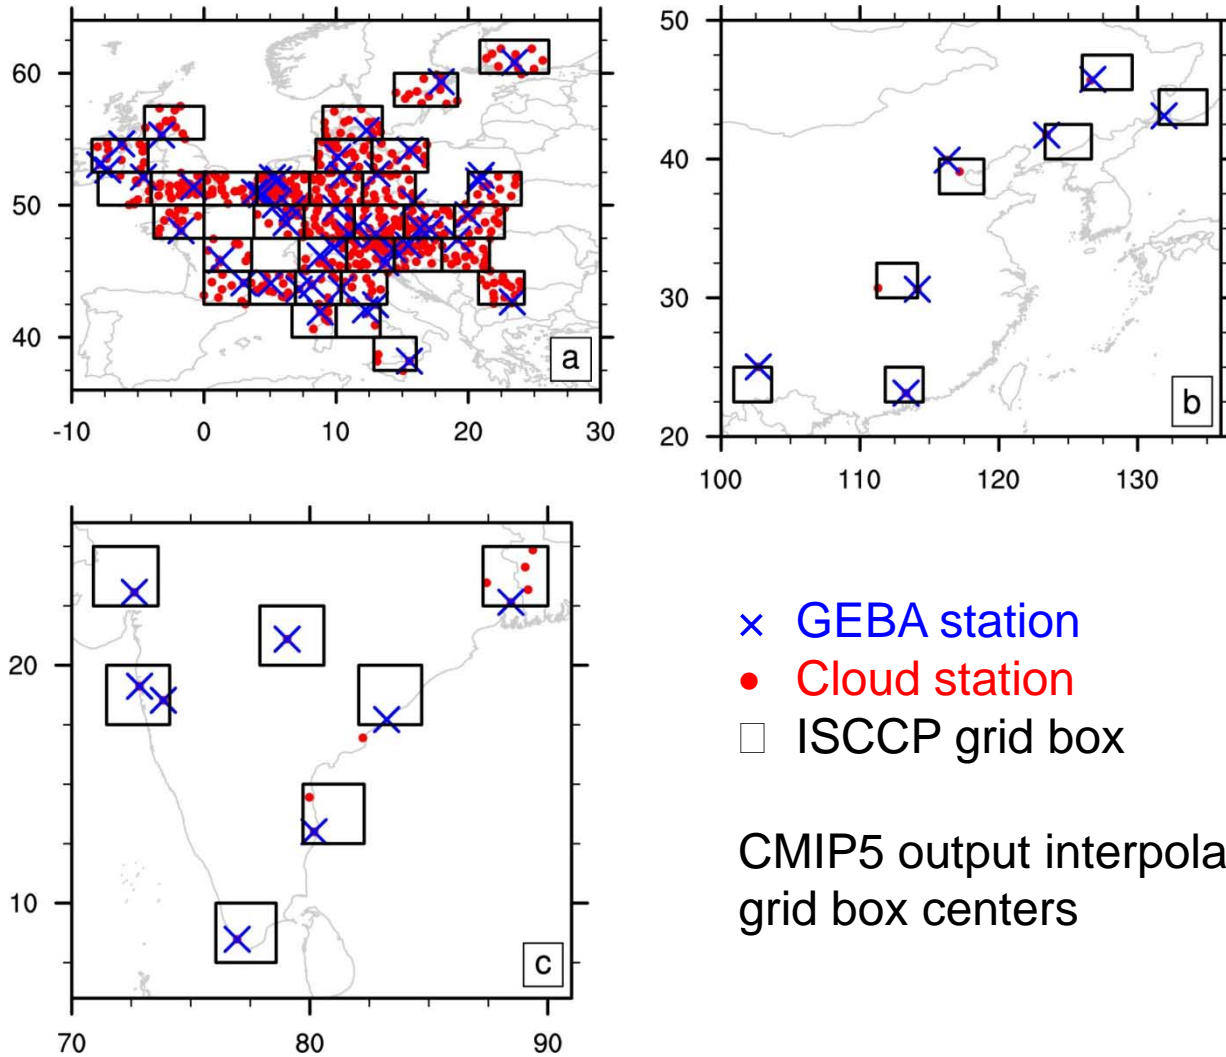 60
50
40
-10 0 10 20 30
a
50
40
30
20
100 110 120 130
b
20
10
70 80 90
c
GEBA station
Cloud station
ISCCP grid box
CMIP5 output interpola
grid box centers